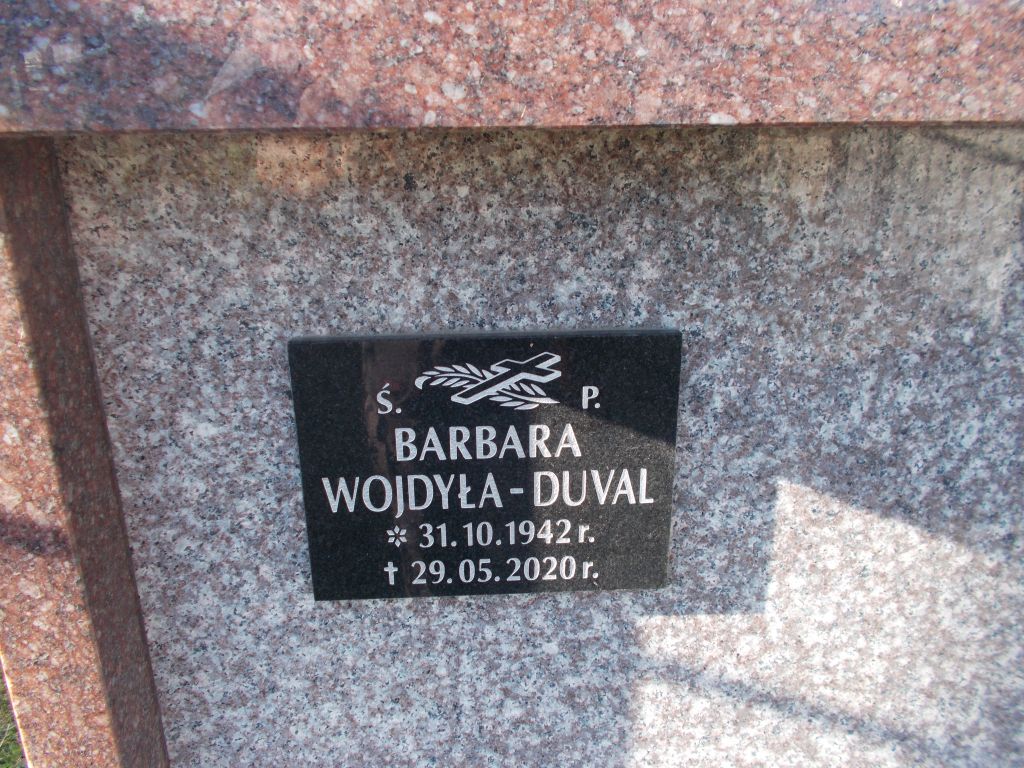 Ś. P.
BARBARA
WOJDYŁA - DUVAL
* 31.10.1942 r.
✝ 29.05.2020 r.